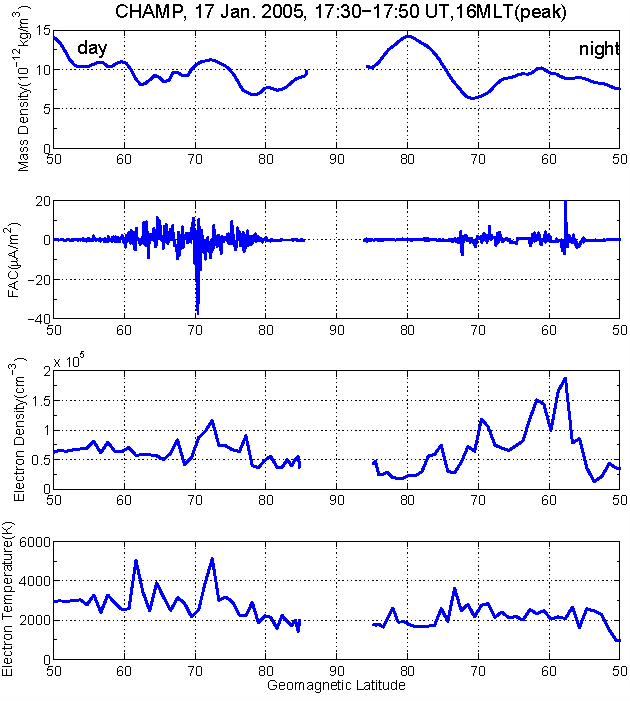 CHAMP, 17 Jan. 2005, 17:30−17:50 UT,16MLT(peak)
Mass Density(10⁻¹²kg/m³)
15
10
5
0
day
night
50 60 70 80 90 80 70 60 50
FAC(µA/m²)
20
0
−20
−40
50 60 70 80 90 80 70 60 50
Electron Density(cm⁻³)
x 10⁵
2
1.5
1
0.5
0
50 60 70 80 90 80 70 60 50
Electron Temperature(K)
6000
4000
2000
0
50 60 70 80 90 80 70 60 50
Geomagnetic Latitude